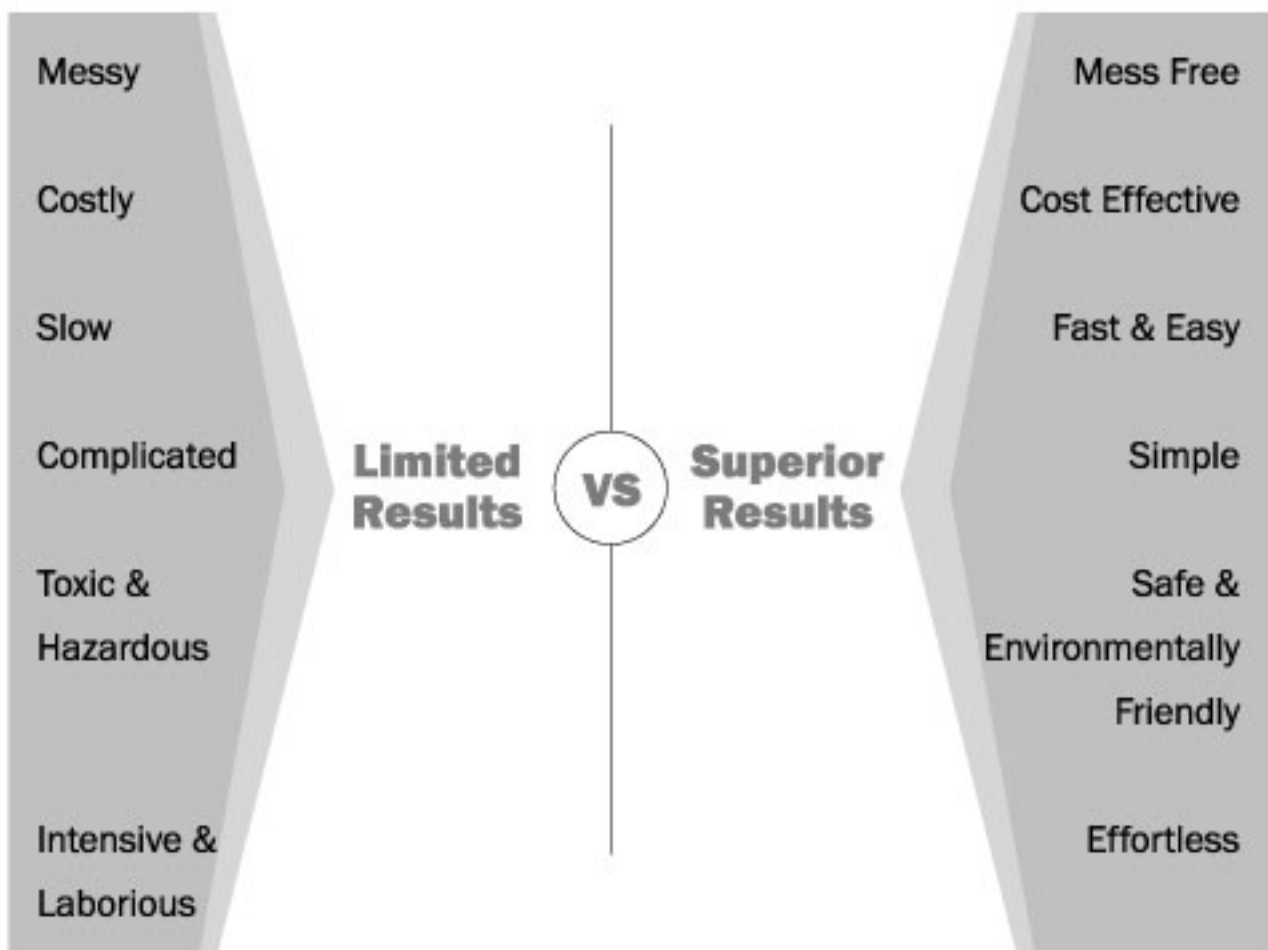 Messy
Costly
Slow
Complicated
Toxic &
Hazardous
Intensive &
Laborious
Limited
Results
VS
Superior
Results
Mess Free
Cost Effective
Fast & Easy
Simple
Safe &
Environmentally
Friendly
Effortless